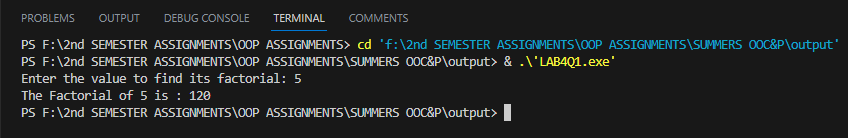 PROBLEMS OUTPUT DEBUG CONSOLE TERMINAL COMMENTS
PS F:\2nd SEMESTER ASSIGNMENTS\OOP ASSIGNMENTS> cd 'f:\2nd SEMESTER ASSIGNMENTS\OOP ASSIGNMENTS\SUMMERS OOC&P\output'
PS F:\2nd SEMESTER ASSIGNMENTS\OOP ASSIGNMENTS\SUMMERS OOC&P\output> & .\'LAB4Q1.exe'
Enter the value to find its factorial: 5
The Factorial of 5 is : 120
PS F:\2nd SEMESTER ASSIGNMENTS\OOP ASSIGNMENTS\SUMMERS OOC&P\output>